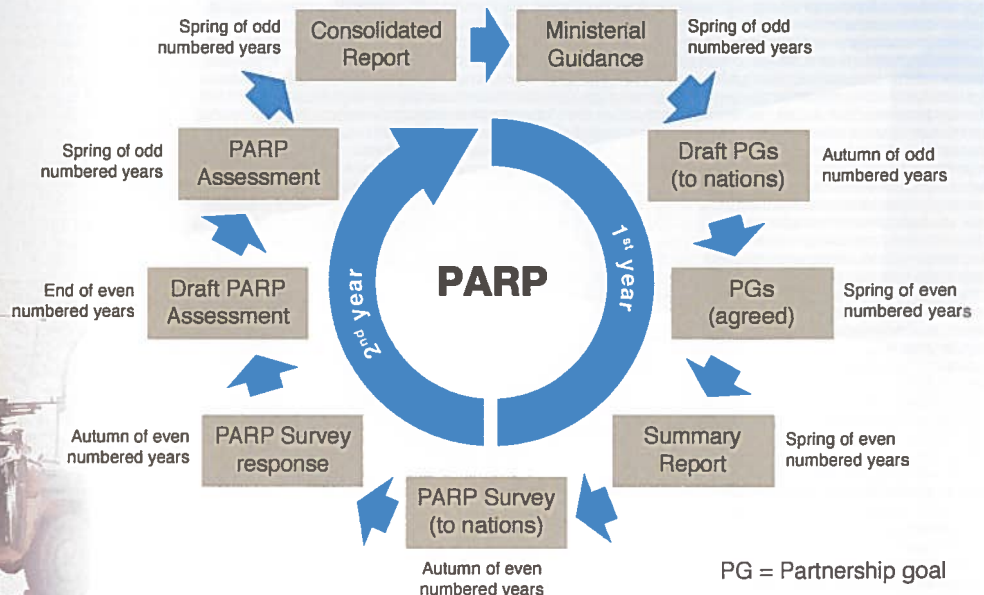 Spring of odd
numbered years
Consolidated
Report
Ministerial
Guidance
Spring of odd
numbered years
Draft PGs
(to nations)
Autumn of odd
numbered years
PGs
(agreed)
Spring of even
numbered years
Summary
Report
Spring of even
numbered years
PARP Survey
(to nations)
Autumn of even
numbered years
PARP Survey
response
Autumn of even
numbered years
Draft PARP
Assessment
End of even
numbered years
PARP
Assessment
Spring of odd
numbered years
PARP
1st year
2nd year
PG = Partnership goal